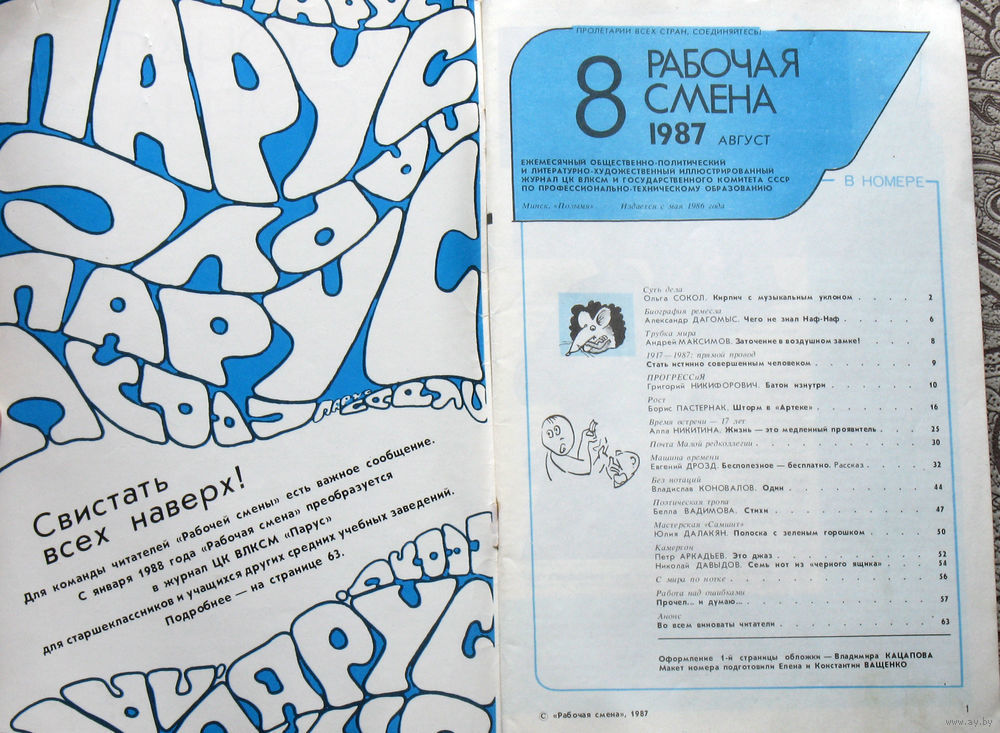 ПАРУС
ПАРУС
ПАРУС
ПАРУС
Свистать
всех наверх!
Для команды читателей «Рабочей смены» есть важное сообщение.
С января 1988 года «Рабочая смена» преобразуется
в журнал ЦК ВЛКСМ «Парус»
для старшеклассников и учащихся других средних учебных заведений.
Подробнее — на странице 63.
ПАРУС
ПРОЛЕТАРИИ ВСЕХ СТРАН, СОЕДИНЯЙТЕСЬ!
8 РАБОЧАЯ
СМЕНА
1987 АВГУСТ
ЕЖЕМЕСЯЧНЫЙ ОБЩЕСТВЕННО-ПОЛИТИЧЕСКИЙ
И ЛИТЕРАТУРНО-ХУДОЖЕСТВЕННЫЙ ИЛЛЮСТРИРОВАННЫЙ
ЖУРНАЛ ЦК ВЛКСМ И ГОСУДАРСТВЕННОГО КОМИТЕТА СССР
ПО ПРОФЕССИОНАЛЬНО-ТЕХНИЧЕСКОМУ ОБРАЗОВАНИЮ
Минск, «Полымя» Издается с мая 1986 года
В НОМЕРЕ
Суть дела
Ольга СОКОЛ. Кирпич с музыкальным уклоном . . . . . 2
Биография ремесла
Александр ДАГОМЫС. Чего не знал Наф-Наф . . . . . . 6
Трубка мира
Андрей МАКСИМОВ. Заточение в воздушном замке! . . . . . 8
1917—1987: прямой провод
Стать истинно совершенным человеком . . . . . . . . 9
ПРОГРЕССиЯ
Григорий НИКИФОРОВИЧ. Батон изнутри . . . . . . . 10
Рост
Борис ПАСТЕРНАК. Шторм в «Артеке» . . . . . . . . 16
Время встречи — 17 лет
Алла НИКИТИНА. Жизнь — это медленный проявитель . . . . 25
Почта Малой редколлегии . . . . . . . . . . . 30
Машина времени
Евгений ДРОЗД. Бесполезное — бесплатно. Рассказ . . . . . 32
Без нотаций
Владислав КОНОВАЛОВ. Один . . . . . . . . . . 44
Поэтическая тропа
Белла ВАДИМОВА. Стихи . . . . . . . . . . . 47
Мастерская «Самшит»
Юлия ДАЛАКЯН. Полоска с зеленым горошком . . . . . . 50
Камертон
Петр АРКАДЬЕВ. Это джаз . . . . . . . . . . . 52
Николай ДАВЫДОВ. Семь нот из «черного ящика» . . . . . 54
С мира по нотке . . . . . . . . . . . . . . 56
Работа над ошибками
Прочел... и думаю... . . . . . . . . . . . . 57
Анонс
Во всем виноваты читатели . . . . . . . . . . 63
Оформление 1-й страницы обложки — Владимира КАЦАПОВА
Макет номера подготовили Елена и Константин ВАЩЕНКО
© «Рабочая смена», 1987
1
www.ay.by